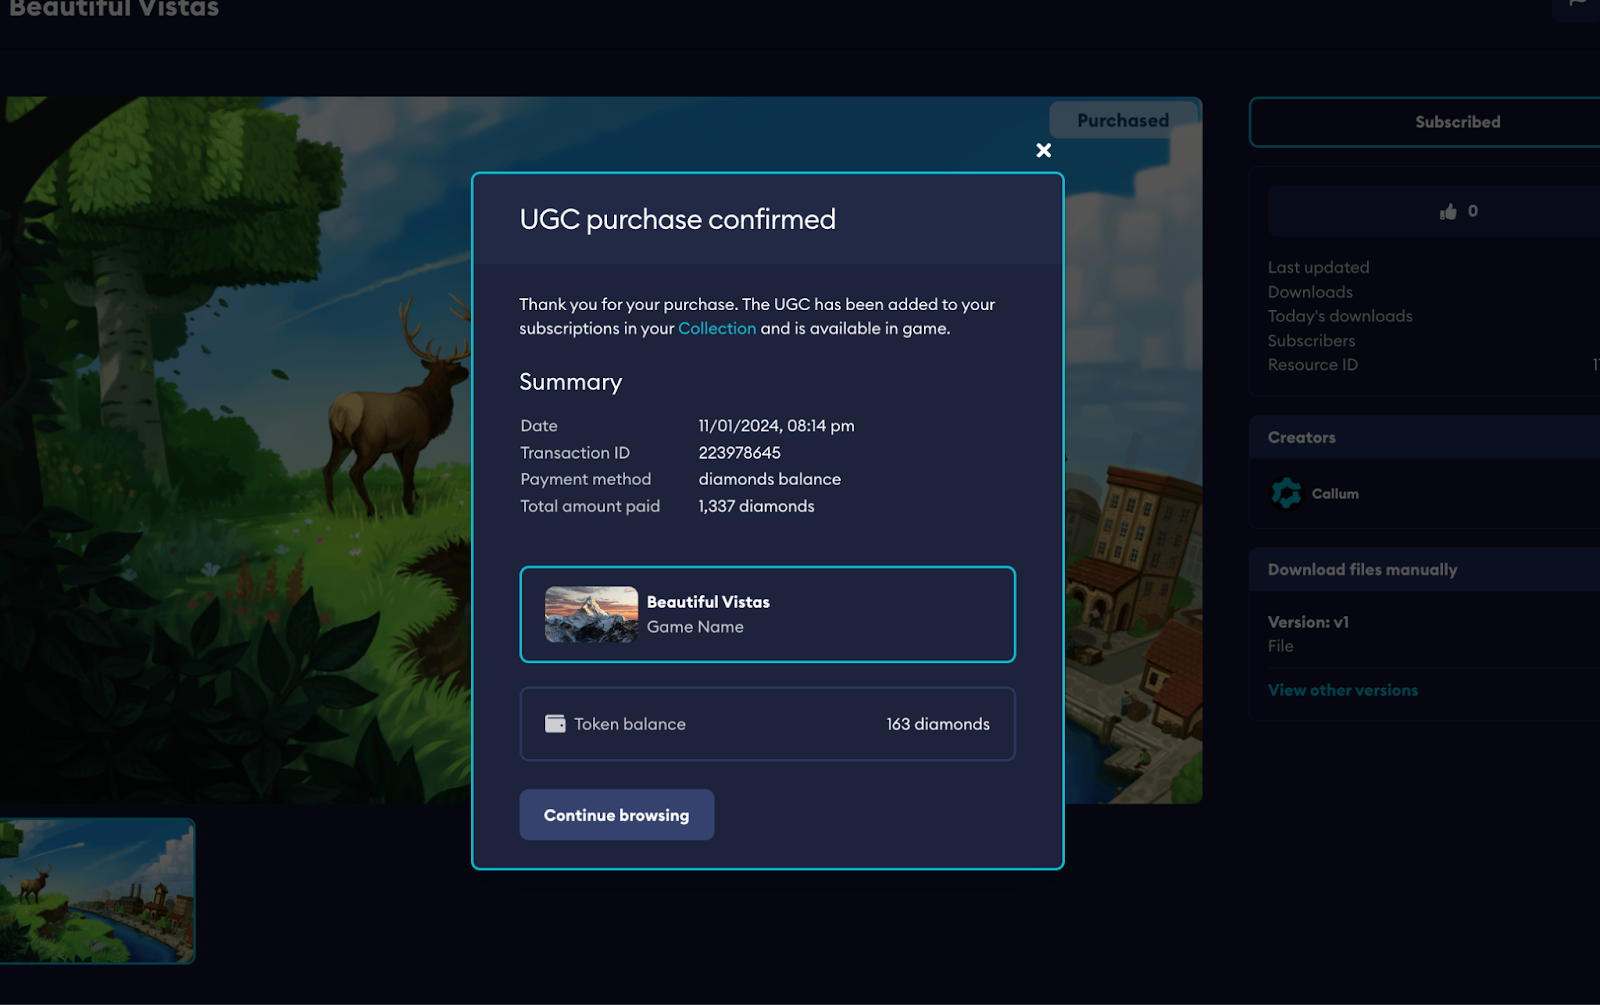 Beautiful Vistas
Purchased
Subscribed
UGC purchase confirmed
Thank you for your purchase. The UGC has been added to your
subscriptions in your Collection and is available in game.
Summary
Date 11/01/2024, 08:14 pm
Transaction ID 223978645
Payment method diamonds balance
Total amount paid 1,337 diamonds
Beautiful Vistas
Game Name
Token balance 163 diamonds
Continue browsing
0
Last updated
Downloads
Today's downloads
Subscribers
Resource ID
Creators
Callum
Download files manually
Version: v1
File
View other versions